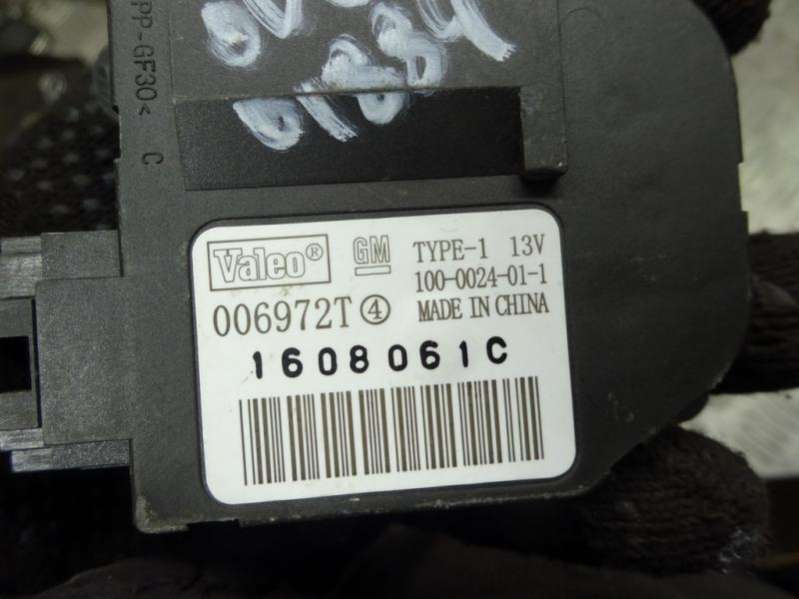 PP-GF30< C
Valeo®
GM
TYPE-1 13V
100-0024-01-1
006972T ④
MADE IN CHINA
1608061C